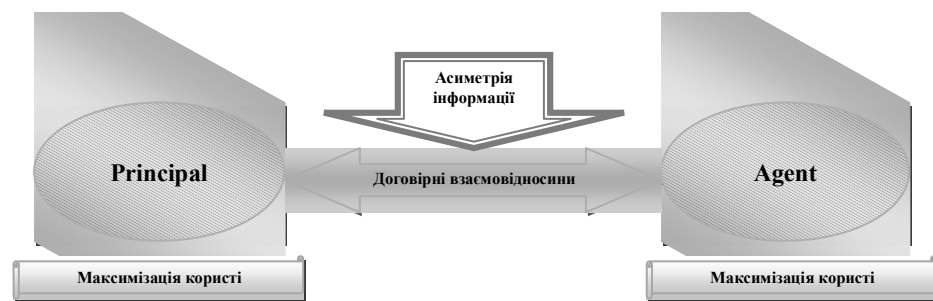 Асиметрія
інформації
Principal
Договірні взаємовідносини
Agent
Максимізація користі
Максимізація користі